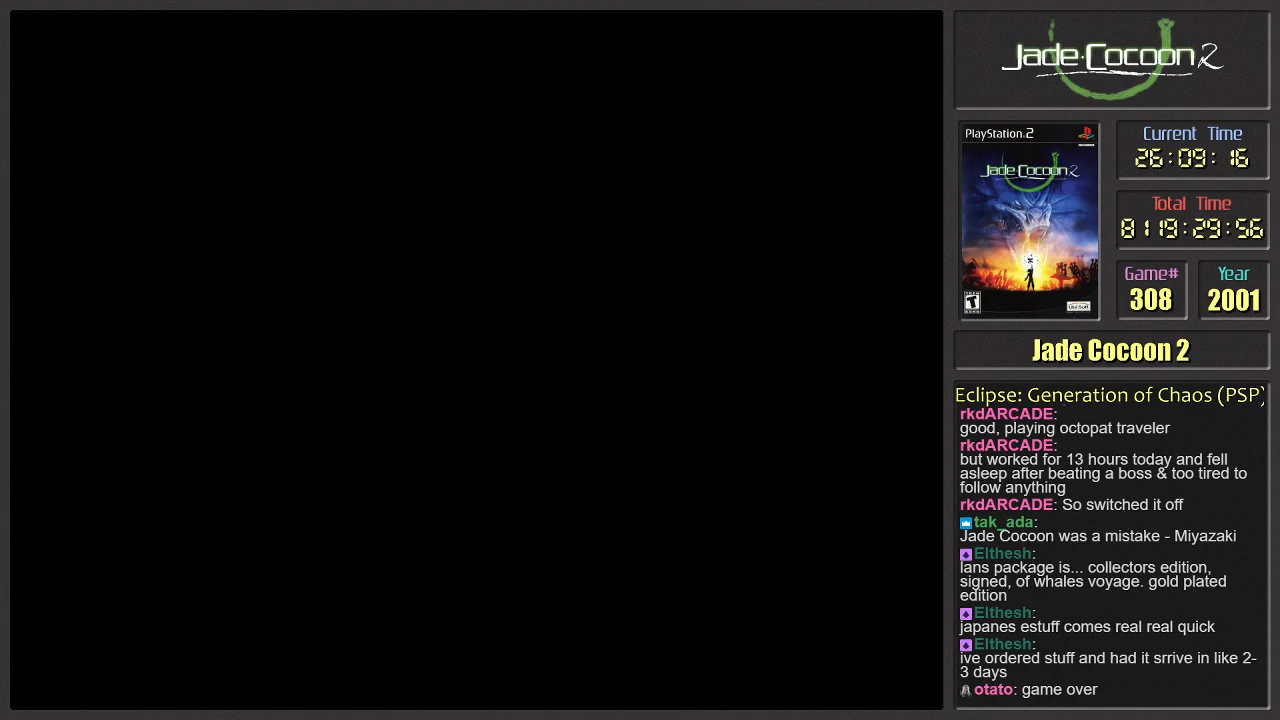 Jade·Cocoon 2
PlayStation.2
Jade·Cocoon 2
Current Time
26:09:16
Total Time
8119:29:56
Game#
308
Year
2001
Jade Cocoon 2
Eclipse: Generation of Chaos (PSP)
rkdARCADE:
good, playing octopat traveler
rkdARCADE:
but worked for 13 hours today and fell
asleep after beating a boss & too tired to
follow anything
rkdARCADE: So switched it off
tak_ada:
Jade Cocoon was a mistake - Miyazaki
Elthesh:
lans package is... collectors edition,
signed, of whales voyage. gold plated
edition
Elthesh:
japanes estuff comes real real quick
Elthesh:
ive ordered stuff and had it srrive in like 2-
3 days
otato: game over